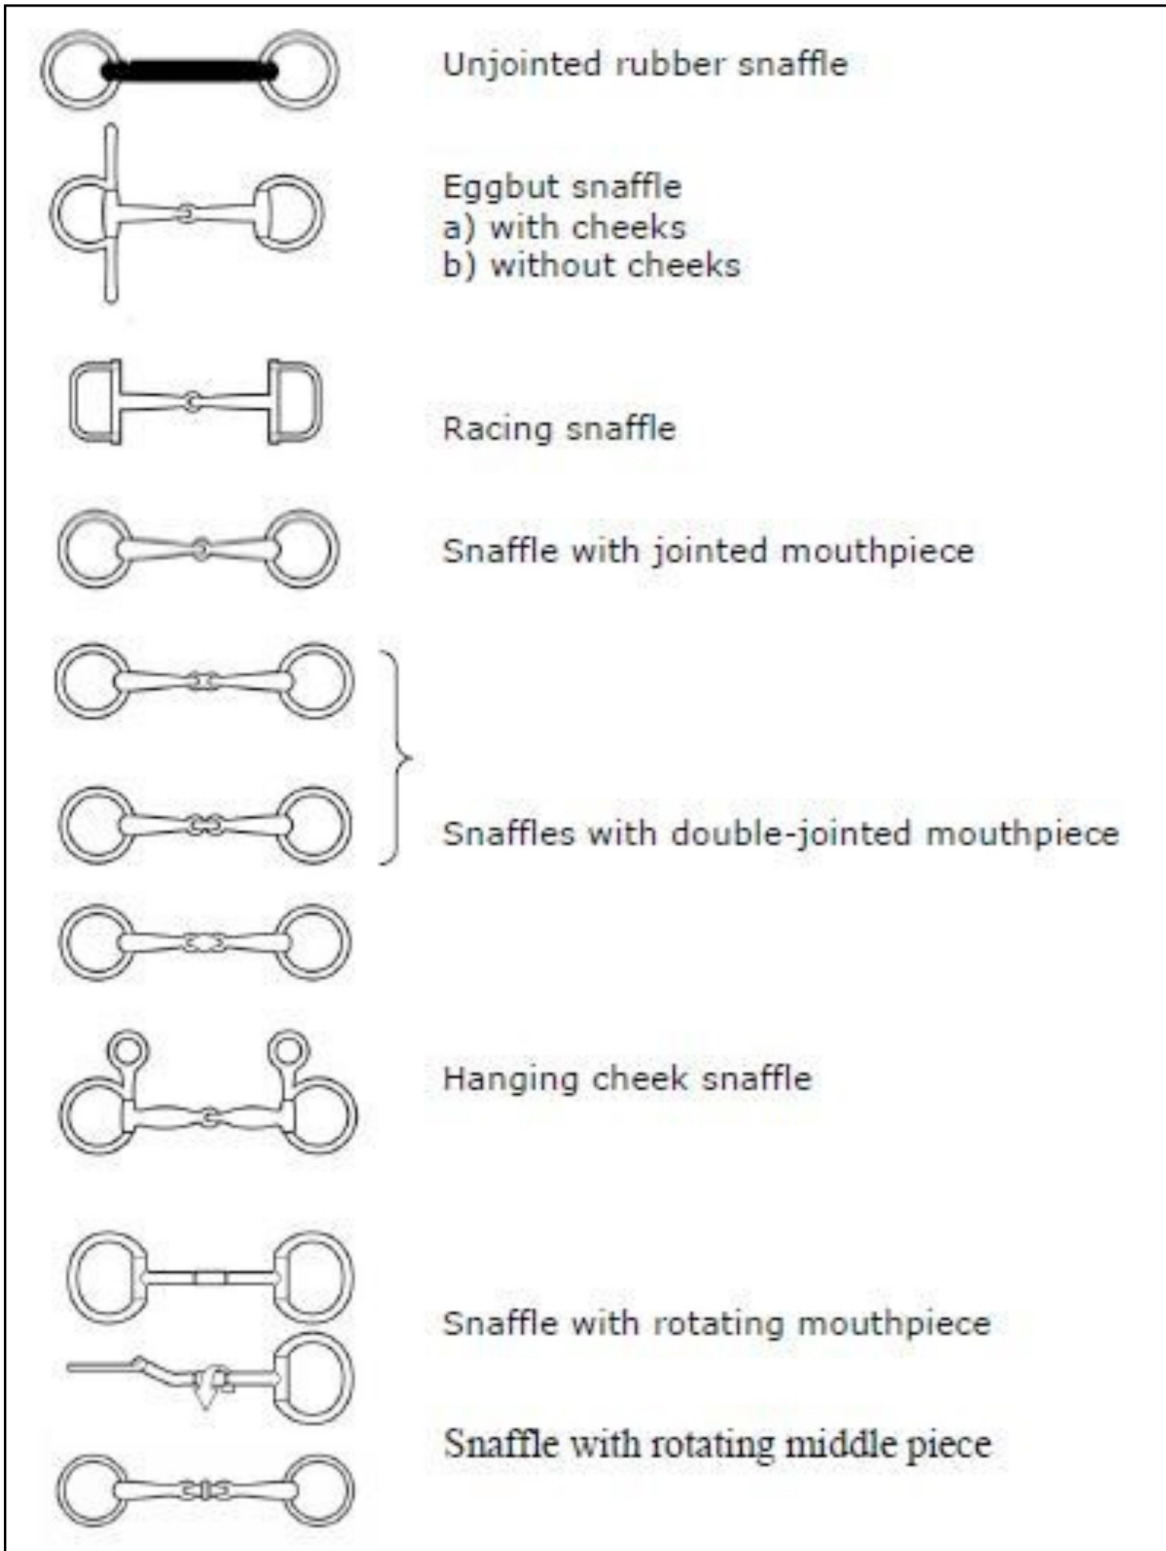 Unjointed rubber snaffle
Eggbut snaffle
a) with cheeks
b) without cheeks
Racing snaffle
Snaffle with jointed mouthpiece
Snaffles with double-jointed mouthpiece
Hanging cheek snaffle
Snaffle with rotating mouthpiece
Snaffle with rotating middle piece